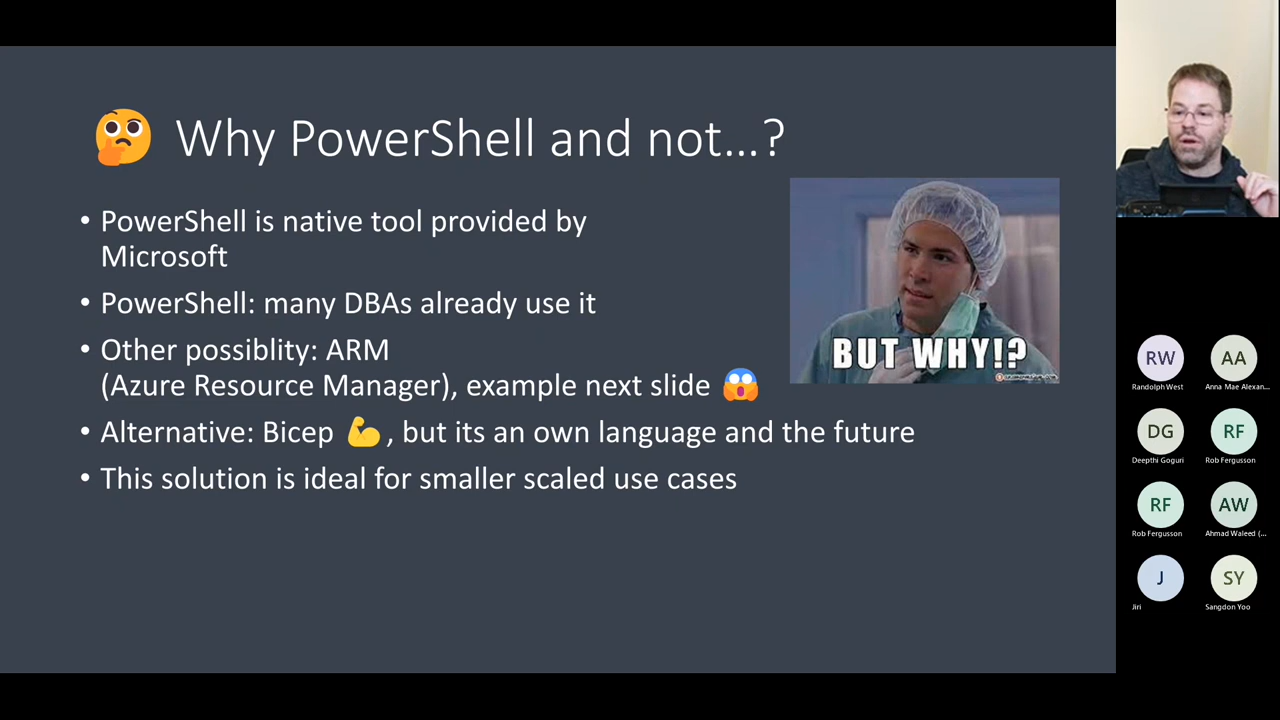 Why PowerShell and not...?
• PowerShell is native tool provided by
Microsoft
• PowerShell: many DBAs already use it
• Other possiblity: ARM
(Azure Resource Manager), example next slide
• Alternative: Bicep 💪, but its an own language and the future
• This solution is ideal for smaller scaled use cases
BUT WHY!?
RW
AA
Randolph West
Anna Mae Alexan...
DG
RF
Deepthi Goguri
Rob Fergusson
RF
AW
Rob Fergusson
Ahmad Waleed (...
J
SY
Jiri
Sangdon Yoo